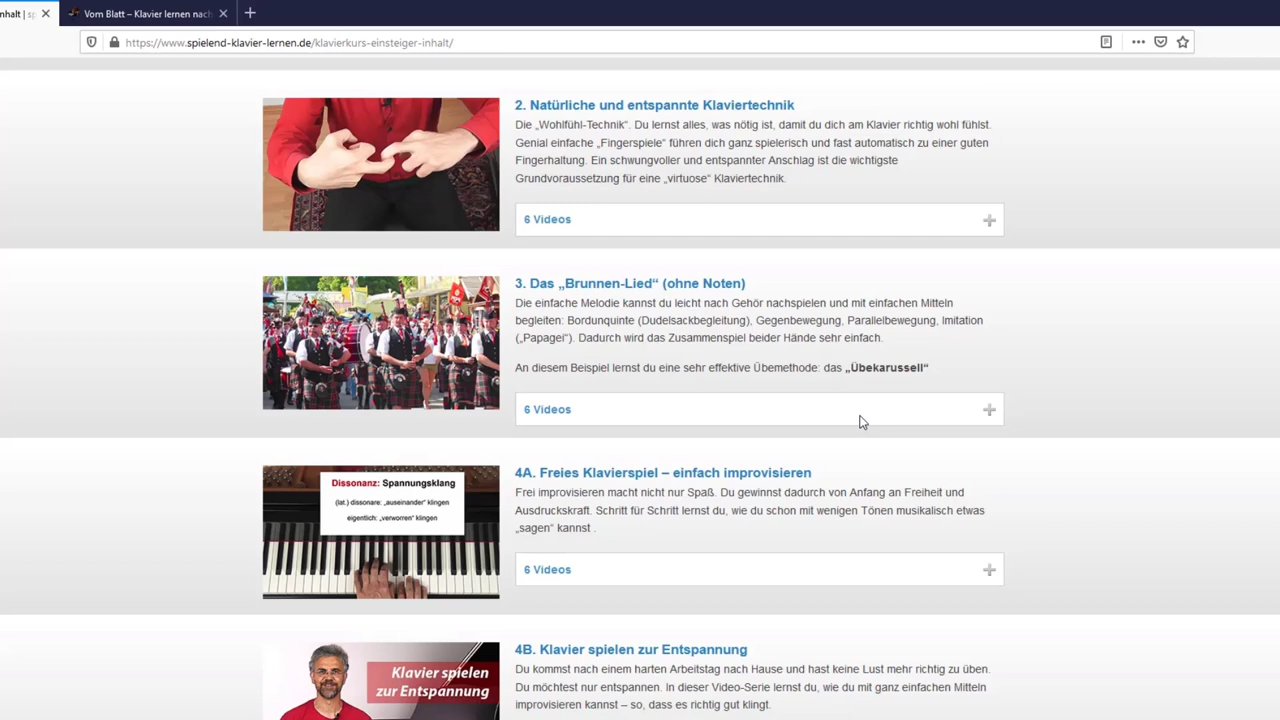 nhalt | sp
Vom Blatt – Klavier lernen nach
https://www.spielend-klavier-lernen.de/klavierkurs-einsteiger-inhalt/
2. Natürliche und entspannte Klaviertechnik
Die „Wohlfühl-Technik“. Du lernst alles, was nötig ist, damit du dich am Klavier richtig wohl fühlst.
Genial einfache „Fingerspiele“ führen dich ganz spielerisch und fast automatisch zu einer guten
Fingerhaltung. Ein schwungvoller und entspannter Anschlag ist die wichtigste
Grundvoraussetzung für eine „virtuose“ Klaviertechnik.
6 Videos
3. Das „Brunnen-Lied“ (ohne Noten)
Die einfache Melodie kannst du leicht nach Gehör nachspielen und mit einfachen Mitteln
begleiten: Bordunquinte (Dudelsackbegleitung), Gegenbewegung, Parallelbewegung, Imitation
(„Papagei“). Dadurch wird das Zusammenspiel beider Hände sehr einfach.
An diesem Beispiel lernst du eine sehr effektive Übemethode: das „Übekarussell“
6 Videos
Dissonanz: Spannungsklang
(lat.) dissonare: „auseinander“ klingen
eigentlich: „verworren“ klingen
4A. Freies Klavierspiel – einfach improvisieren
Frei improvisieren macht nicht nur Spaß. Du gewinnst dadurch von Anfang an Freiheit und
Ausdruckskraft. Schritt für Schritt lernst du, wie du schon mit wenigen Tönen musikalisch etwas
„sagen“ kannst .
6 Videos
Klavier spielen
zur Entspannung
4B. Klavier spielen zur Entspannung
Du kommst nach einem harten Arbeitstag nach Hause und hast keine Lust mehr richtig zu üben.
Du möchtest nur entspannen. In dieser Video-Serie lernst du, wie du mit ganz einfachen Mitteln
improvisieren kannst – so, dass es richtig gut klingt.